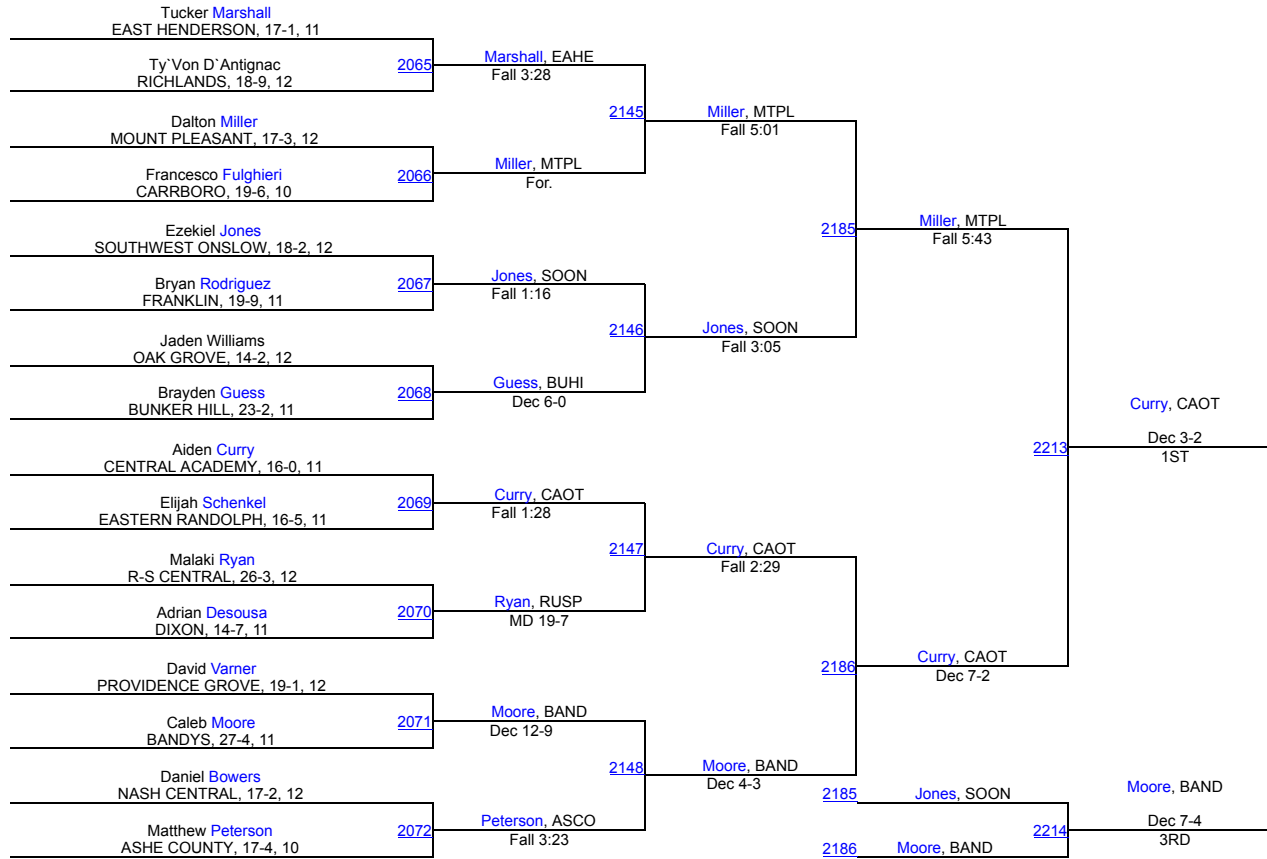 Tucker Marshall
EAST HENDERSON, 17-1, 11
Ty`Von D`Antignac
RICHLANDS, 18-9, 12
2065
Marshall, EAHE
Fall 3:28
Dalton Miller
MOUNT PLEASANT, 17-3, 12
Francesco Fulghieri
CARRBORO, 19-6, 10
2066
Miller, MTPL
For.
2145
Miller, MTPL
Fall 5:01
Ezekiel Jones
SOUTHWEST ONSLOW, 18-2, 12
Bryan Rodriguez
FRANKLIN, 19-9, 11
2067
Jones, SOON
Fall 1:16
Jaden Williams
OAK GROVE, 14-2, 12
Brayden Guess
BUNKER HILL, 23-2, 11
2068
Guess, BUHI
Dec 6-0
2146
Jones, SOON
Fall 3:05
2185
Miller, MTPL
Fall 5:43
Aiden Curry
CENTRAL ACADEMY, 16-0, 11
Elijah Schenkel
EASTERN RANDOLPH, 16-5, 11
2069
Curry, CAOT
Fall 1:28
Malaki Ryan
R-S CENTRAL, 26-3, 12
Adrian Desousa
DIXON, 14-7, 11
2070
Ryan, RUSP
MD 19-7
2147
Curry, CAOT
Fall 2:29
David Varner
PROVIDENCE GROVE, 19-1, 12
Caleb Moore
BANDYS, 27-4, 11
2071
Moore, BAND
Dec 12-9
Daniel Bowers
NASH CENTRAL, 17-2, 12
Matthew Peterson
ASHE COUNTY, 17-4, 10
2072
Peterson, ASCO
Fall 3:23
2148
Moore, BAND
Dec 4-3
2186
Curry, CAOT
Dec 7-2
2213
Curry, CAOT
Dec 3-2
1ST
2185
Jones, SOON
2186
Moore, BAND
2214
Moore, BAND
Dec 7-4
3RD